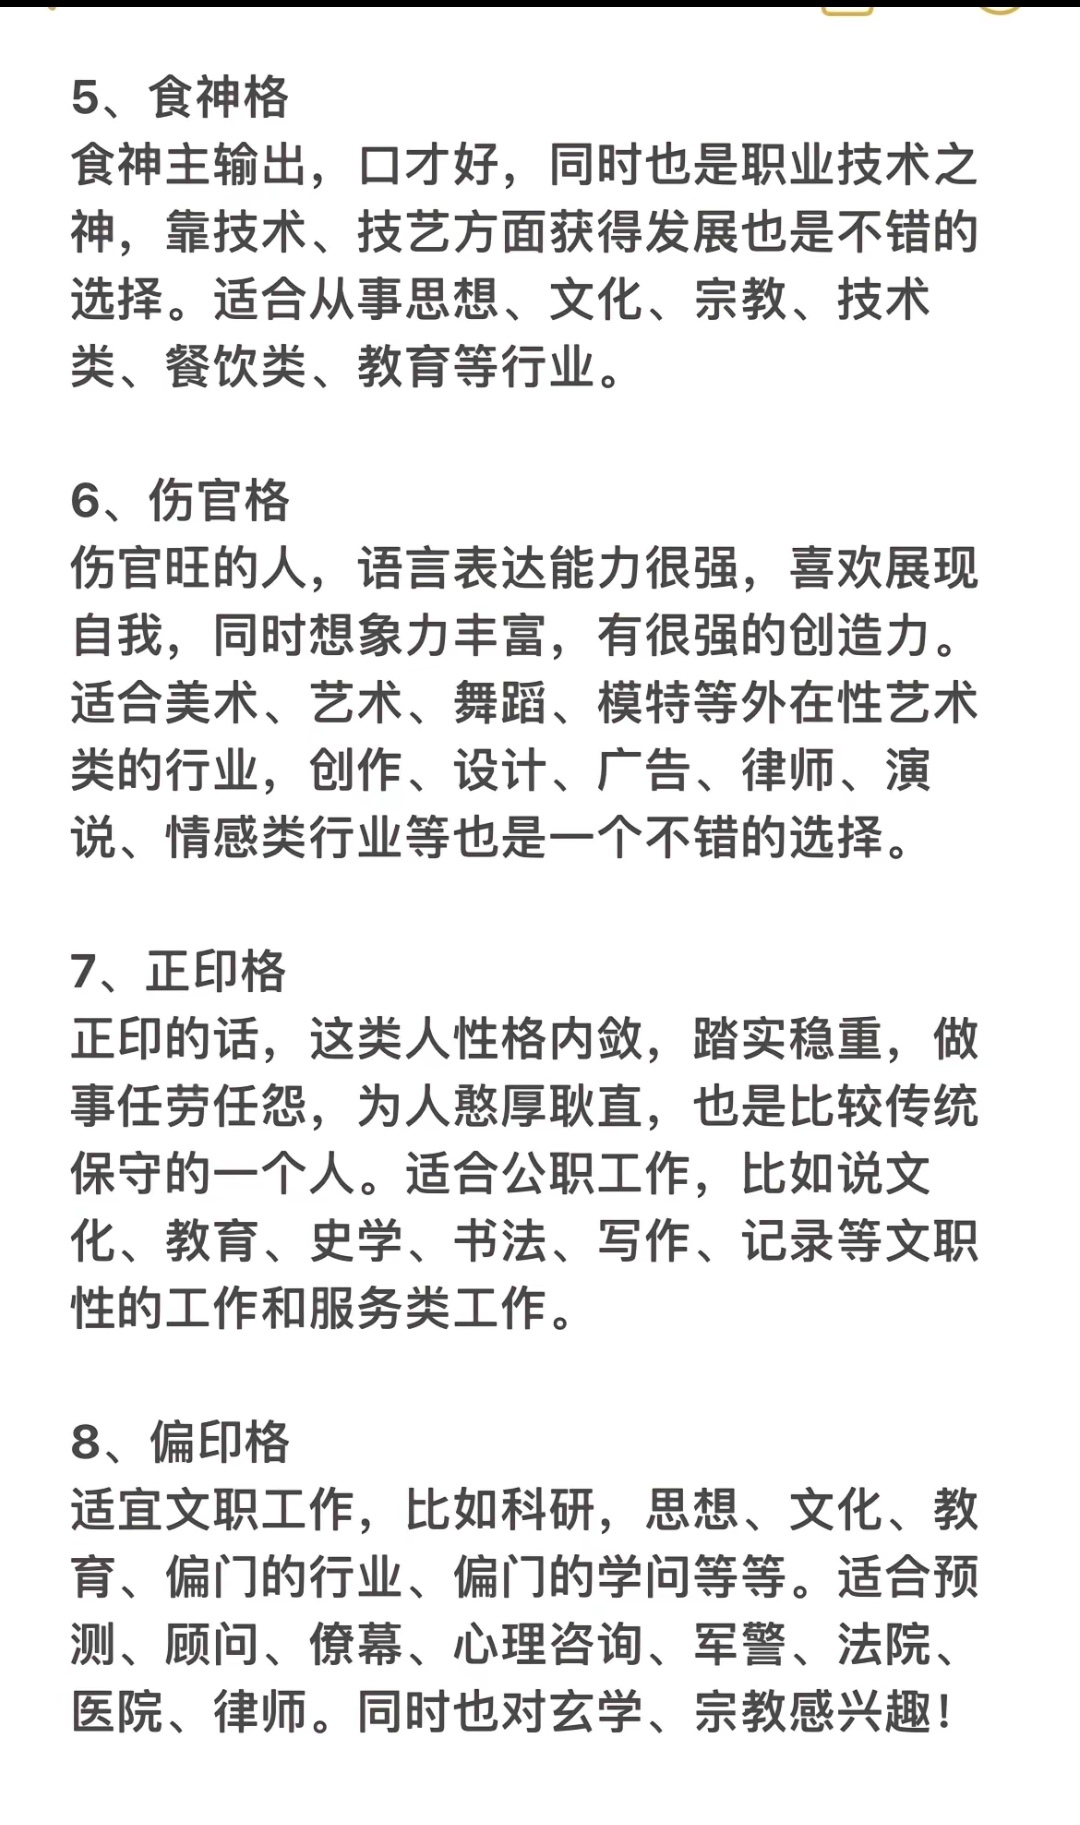 5、食神格
食神主输出，口才好，同时也是职业技术之
神，靠技术、技艺方面获得发展也是不错的
选择。适合从事思想、文化、宗教、技术
类、餐饮类、教育等行业。
6、伤官格
伤官旺的人，语言表达能力很强，喜欢展现
自我，同时想象力丰富，有很强的创造力。
适合美术、艺术、舞蹈、模特等外在性艺术
类的行业，创作、设计、广告、律师、演
说、情感类行业等也是一个不错的选择。
7、正印格
正印的话，这类人性格内敛，踏实稳重，做
事任劳任怨，为人憨厚耿直，也是比较传统
保守的一个人。适合公职工作，比如说文
化、教育、史学、书法、写作、记录等文职
性的工作和服务类工作。
8、偏印格
适宜文职工作，比如科研，思想、文化、教
育、偏门的行业、偏门的学问等等。适合预
测、顾问、僚幕、心理咨询、军警、法院、
医院、律师。同时也对玄学、宗教感兴趣！